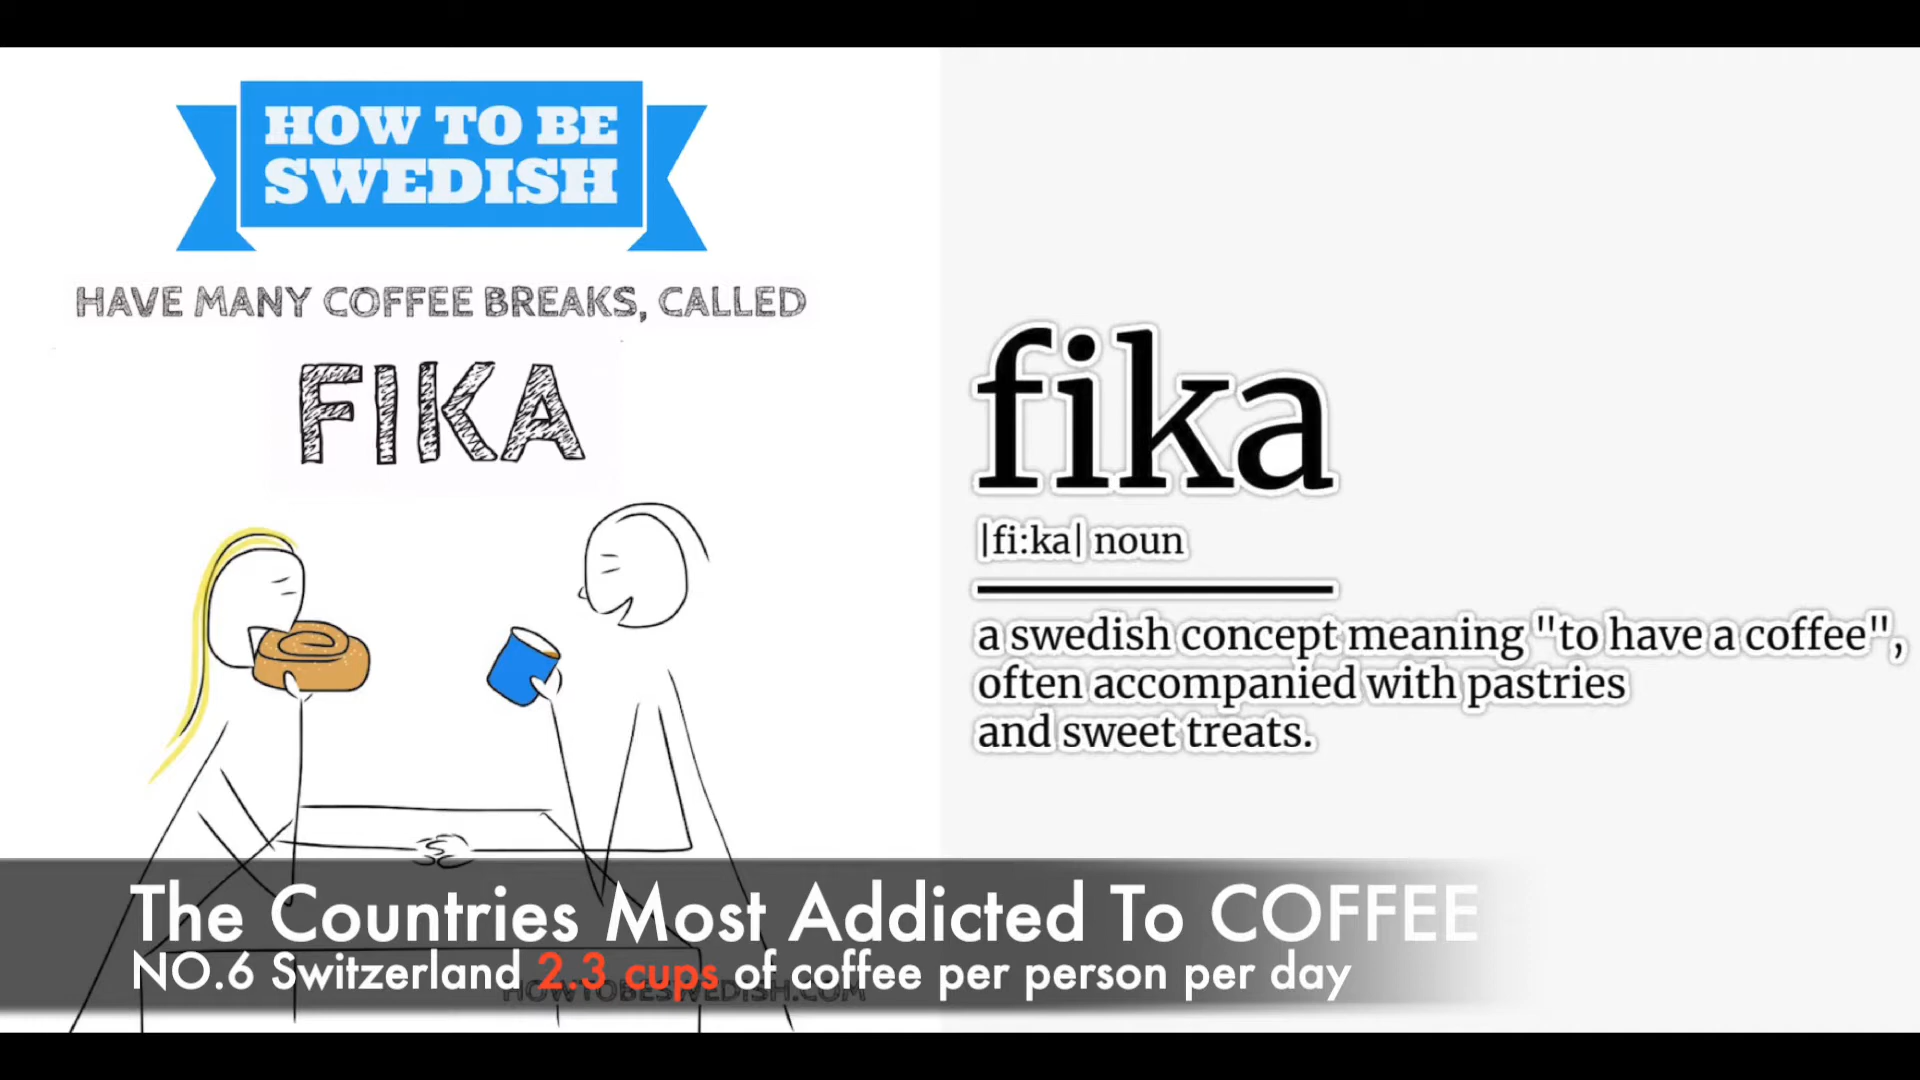 HOW TO BE
SWEDISH
HAVE MANY COFFEE BREAKS, CALLED
FIKA
fika
|fi:ka| noun
a swedish concept meaning "to have a coffee",
often accompanied with pastries
and sweet treats.
The Countries Most Addicted To COFFEE
NO.6 Switzerland 2.3 cups of coffee per person per day
HOWTOBESWEDISH.COM